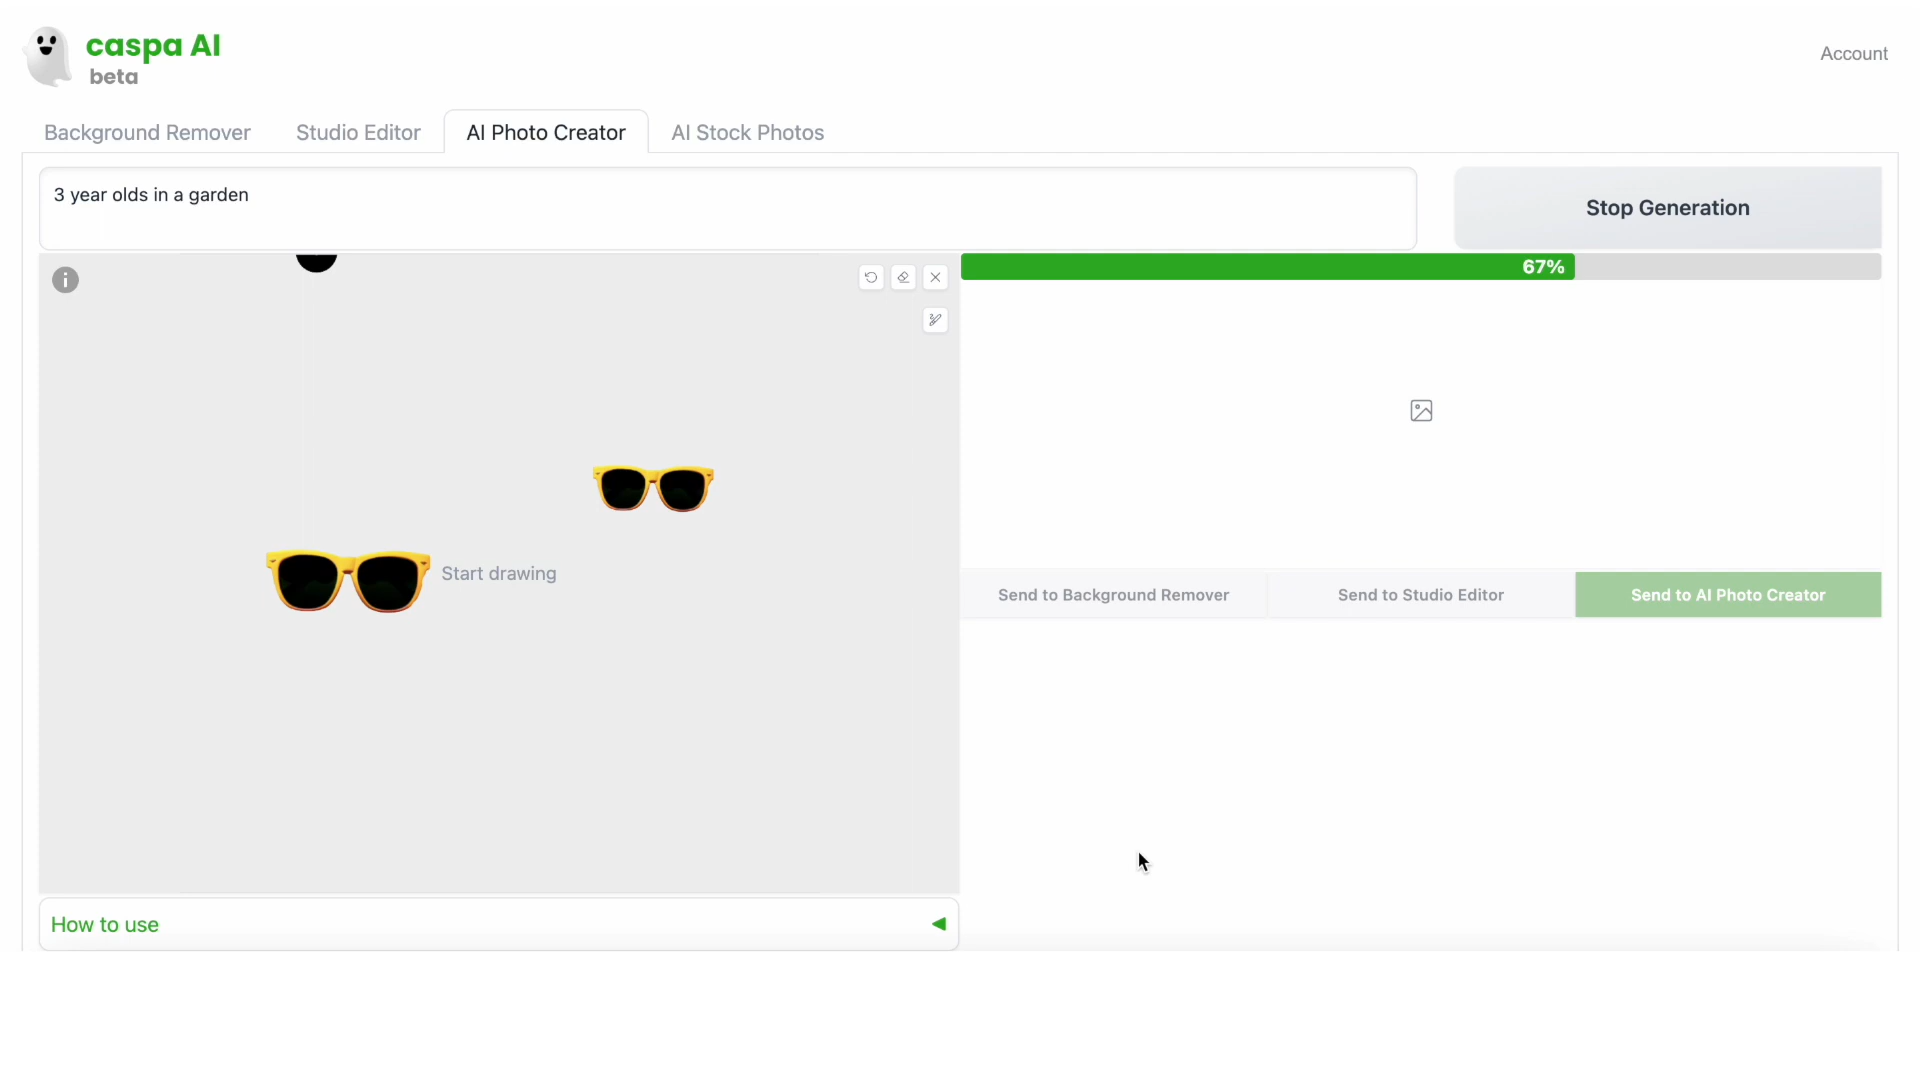 caspa AI
beta
Account
Background Remover
Studio Editor
AI Photo Creator
AI Stock Photos
3 year olds in a garden
Stop Generation
67%
Start drawing
Send to Background Remover
Send to Studio Editor
Send to AI Photo Creator
How to use